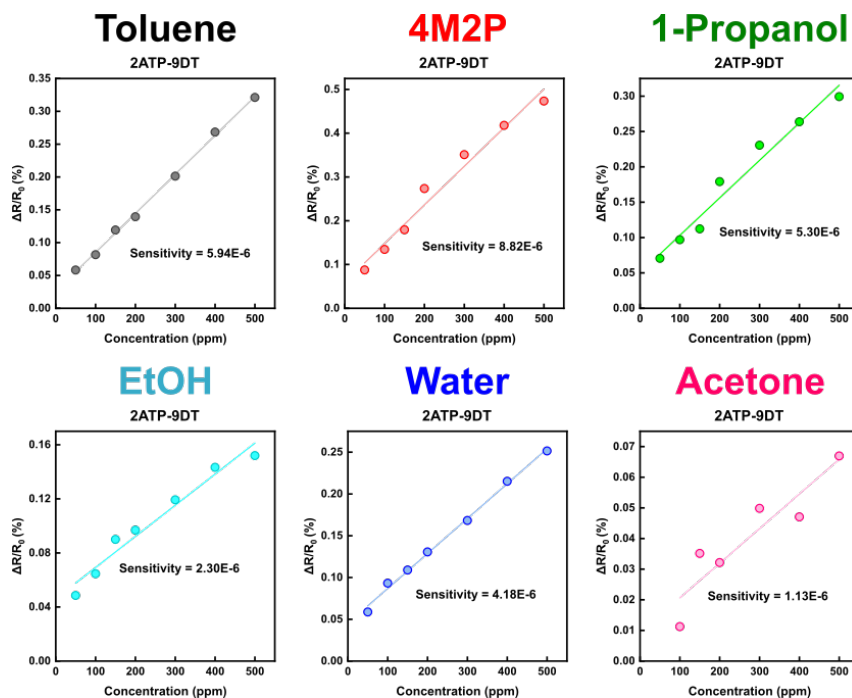 Toluene
2ATP-9DT
ΔR/R₀ (%)
0.35
0.30
0.25
0.20
0.15
0.10
0.05
0.00
Sensitivity = 5.94E-6
0 100 200 300 400 500
Concentration (ppm)
4M2P
2ATP-9DT
ΔR/R₀ (%)
0.5
0.4
0.3
0.2
0.1
0.0
Sensitivity = 8.82E-6
0 100 200 300 400 500
Concentration (ppm)
1-Propanol
2ATP-9DT
ΔR/R₀ (%)
0.30
0.25
0.20
0.15
0.10
0.05
0.00
Sensitivity = 5.30E-6
0 100 200 300 400 500
Concentration (ppm)
EtOH
2ATP-9DT
ΔR/R₀ (%)
0.16
0.12
0.08
0.04
0.00
Sensitivity = 2.30E-6
0 100 200 300 400 500
Concentration (ppm)
Water
2ATP-9DT
ΔR/R₀ (%)
0.25
0.20
0.15
0.10
0.05
0.00
Sensitivity = 4.18E-6
0 100 200 300 400 500
Concentration (ppm)
Acetone
2ATP-9DT
ΔR/R₀ (%)
0.07
0.06
0.05
0.04
0.03
0.02
0.01
0.00
Sensitivity = 1.13E-6
0 100 200 300 400 500
Concentration (ppm)